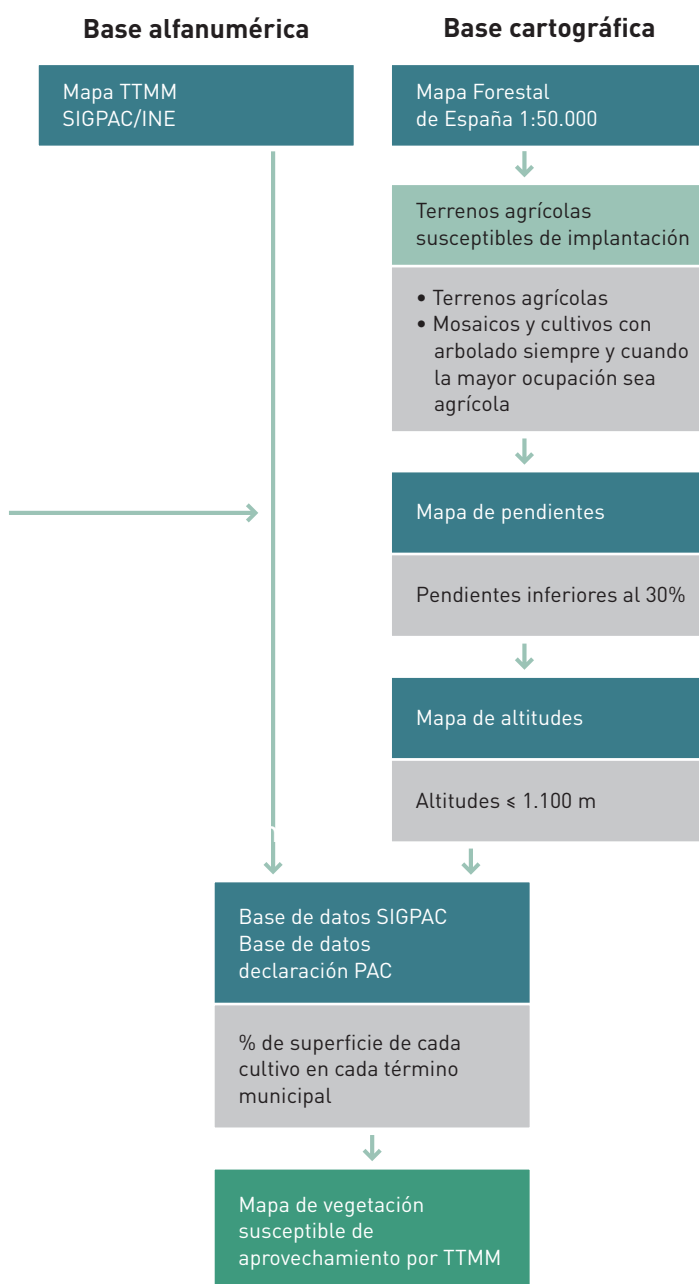 Base alfanumérica
Base cartográfica
Mapa TTMM
SIGPAC/INE
Mapa Forestal
de España 1:50.000
Terrenos agrícolas
susceptibles de implantación
• Terrenos agrícolas
• Mosaicos y cultivos con
arbolado siempre y cuando
la mayor ocupación sea
agrícola
Mapa de pendientes
Pendientes inferiores al 30%
Mapa de altitudes
Altitudes ≤ 1.100 m
Base de datos SIGPAC
Base de datos
declaración PAC
% de superficie de cada
cultivo en cada término
municipal
Mapa de vegetación
susceptible de
aprovechamiento por TTMM